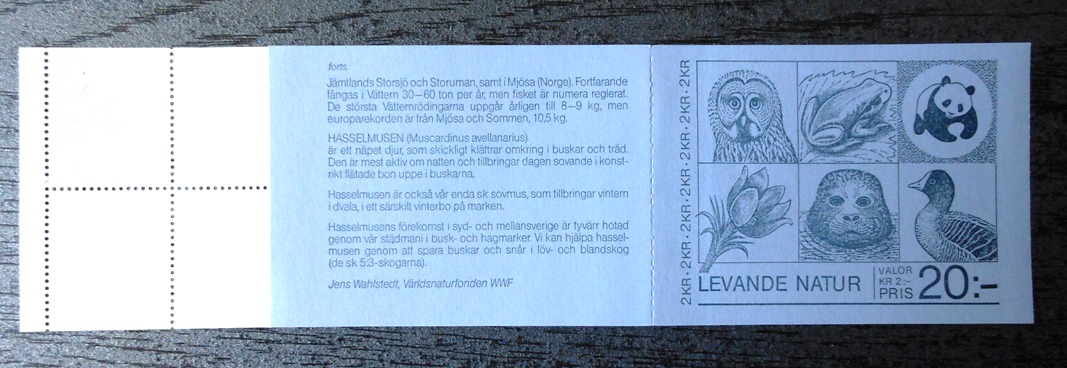 forts.
Jämtlands Storsjö och Storuman, samt i Mjösa (Norge). Fortfarande
fångas i Vättern 30–60 ton per år, men fisket är numera reglerat.
De största Vätternrödingarna uppgår årligen till 8–9 kg, men
europarekorden är från Mjösa och Sommen, 10,5 kg.
HASSELMUSEN (Muscardinus avellanarius)
är ett näpet djur, som skickligt klättrar omkring i buskar och träd.
Den är mest aktiv om natten och tillbringar dagen sovande i konst-
rikt flätade bon uppe i buskarna.
Hasselmusen är också vår enda sk sovmus, som tillbringar vintern
i dvala, i ett särskilt vinterbo på marken.
Hasselmusens förekomst i syd- och mellansverige är tyvärr hotad
genom vår städmani i busk- och hagmarker. Vi kan hjälpa hassel-
musen genom att spara buskar och snår i löv- och blandskog
(de sk 5:3-skogarna).
Jens Wahlstedt, Världsnaturfonden WWF
2KR·2KR·2KR·2KR·2KR·2KR·2KR
LEVANDE NATUR
VALÖR
KR 2:–
PRIS 20:–